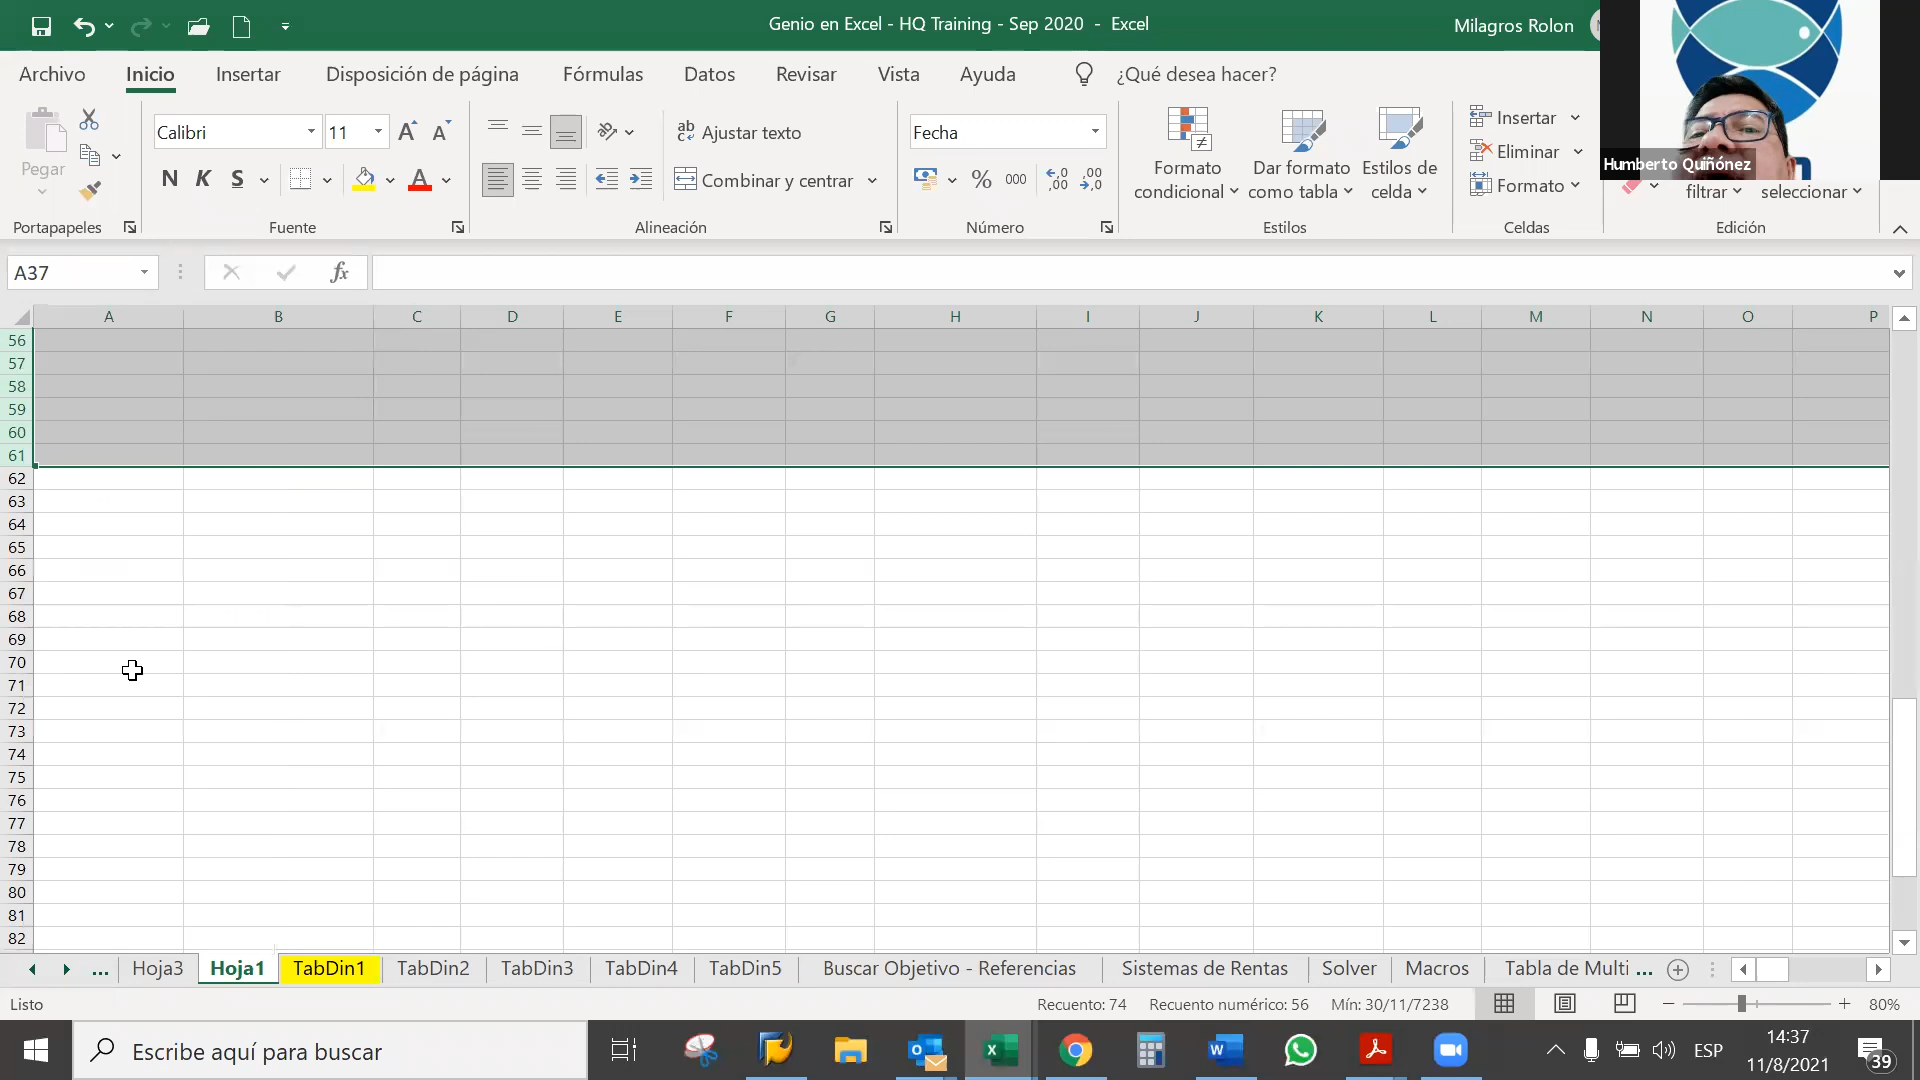 Genio en Excel - HQ Training - Sep 2020 - Excel
Milagros Rolon
Archivo Inicio Insertar Disposición de página Fórmulas Datos Revisar Vista Ayuda ¿Qué desea hacer?
Pegar
Calibri 11
Ajustar texto
Fecha
N K S
Combinar y centrar
% 000
Formato condicional
Dar formato como tabla
Estilos de celda
Insertar
Eliminar
Formato
Humberto Quiñónez
filtrar
seleccionar
Portapapeles Fuente Alineación Número Estilos Celdas Edición
A37
fx
A B C D E F G H I J K L M N O P
56
57
58
59
60
61
62
63
64
65
66
67
68
69
70
71
72
73
74
75
76
77
78
79
80
81
82
... Hoja3 Hoja1 TabDin1 TabDin2 TabDin3 TabDin4 TabDin5 Buscar Objetivo - Referencias Sistemas de Rentas Solver Macros Tabla de Multi ...
Listo
Recuento: 74 Recuento numérico: 56 Mín: 30/11/7238 80%
Escribe aquí para buscar
ESP
14:37
11/8/2021
39